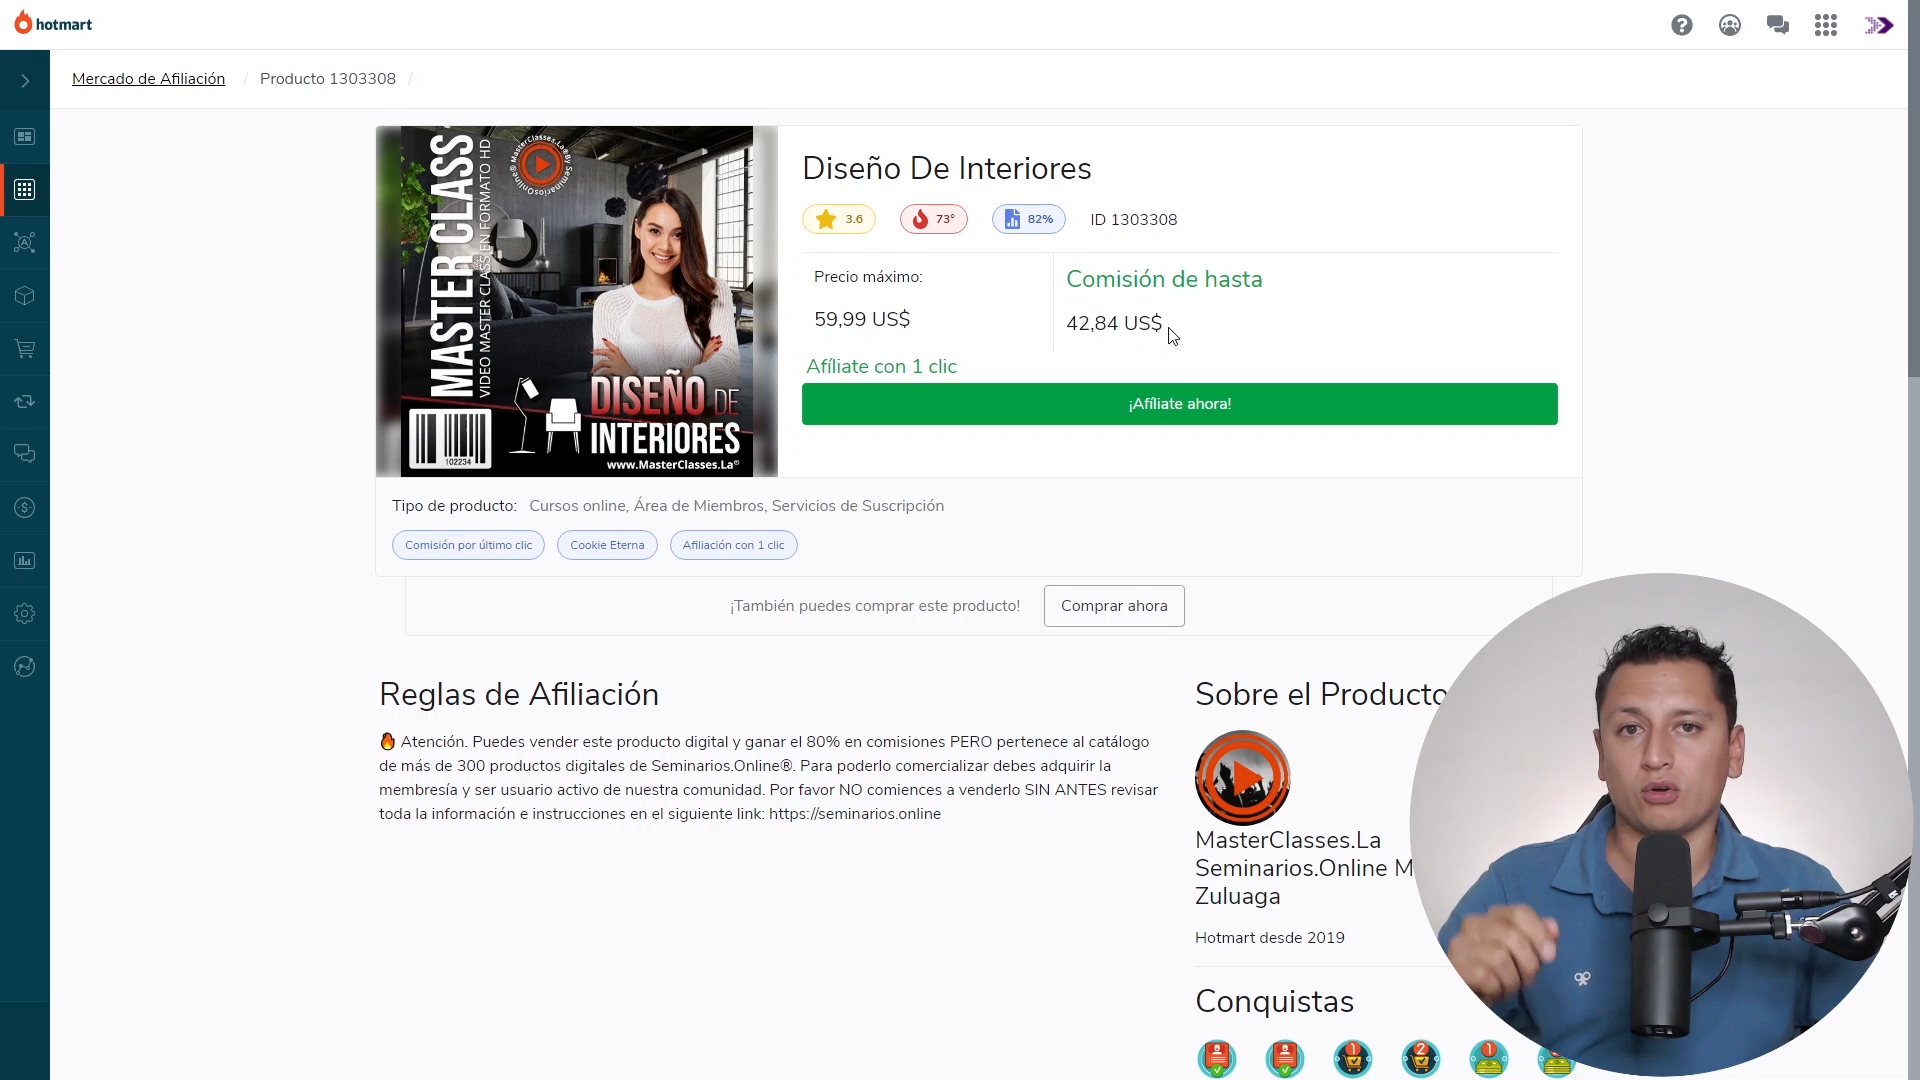 hotmart
Mercado de Afiliación / Producto 1303308 /
MASTER CLASS
VIDEO MASTER CLASS EN FORMATO HD
DISEÑO DE
INTERIORES
www.MasterClasses.La®
102234
Diseño De Interiores
3.6 73° 82% ID 1303308
Precio máximo:
59,99 US$
Comisión de hasta
42,84 US$
Afíliate con 1 clic
¡Afíliate ahora!
Tipo de producto: Cursos online, Área de Miembros, Servicios de Suscripción
Comisión por último clic Cookie Eterna Afiliación con 1 clic
¡También puedes comprar este producto! Comprar ahora
Reglas de Afiliación
Atención. Puedes vender este producto digital y ganar el 80% en comisiones PERO pertenece al catálogo
de más de 300 productos digitales de Seminarios.Online®. Para poderlo comercializar debes adquirir la
membresía y ser usuario activo de nuestra comunidad. Por favor NO comiences a venderlo SIN ANTES revisar
toda la información e instrucciones en el siguiente link: https://seminarios.online
Sobre el Producto
MasterClasses.La
Seminarios.Online M
Zuluaga
Hotmart desde 2019
Conquistas
1 2 1